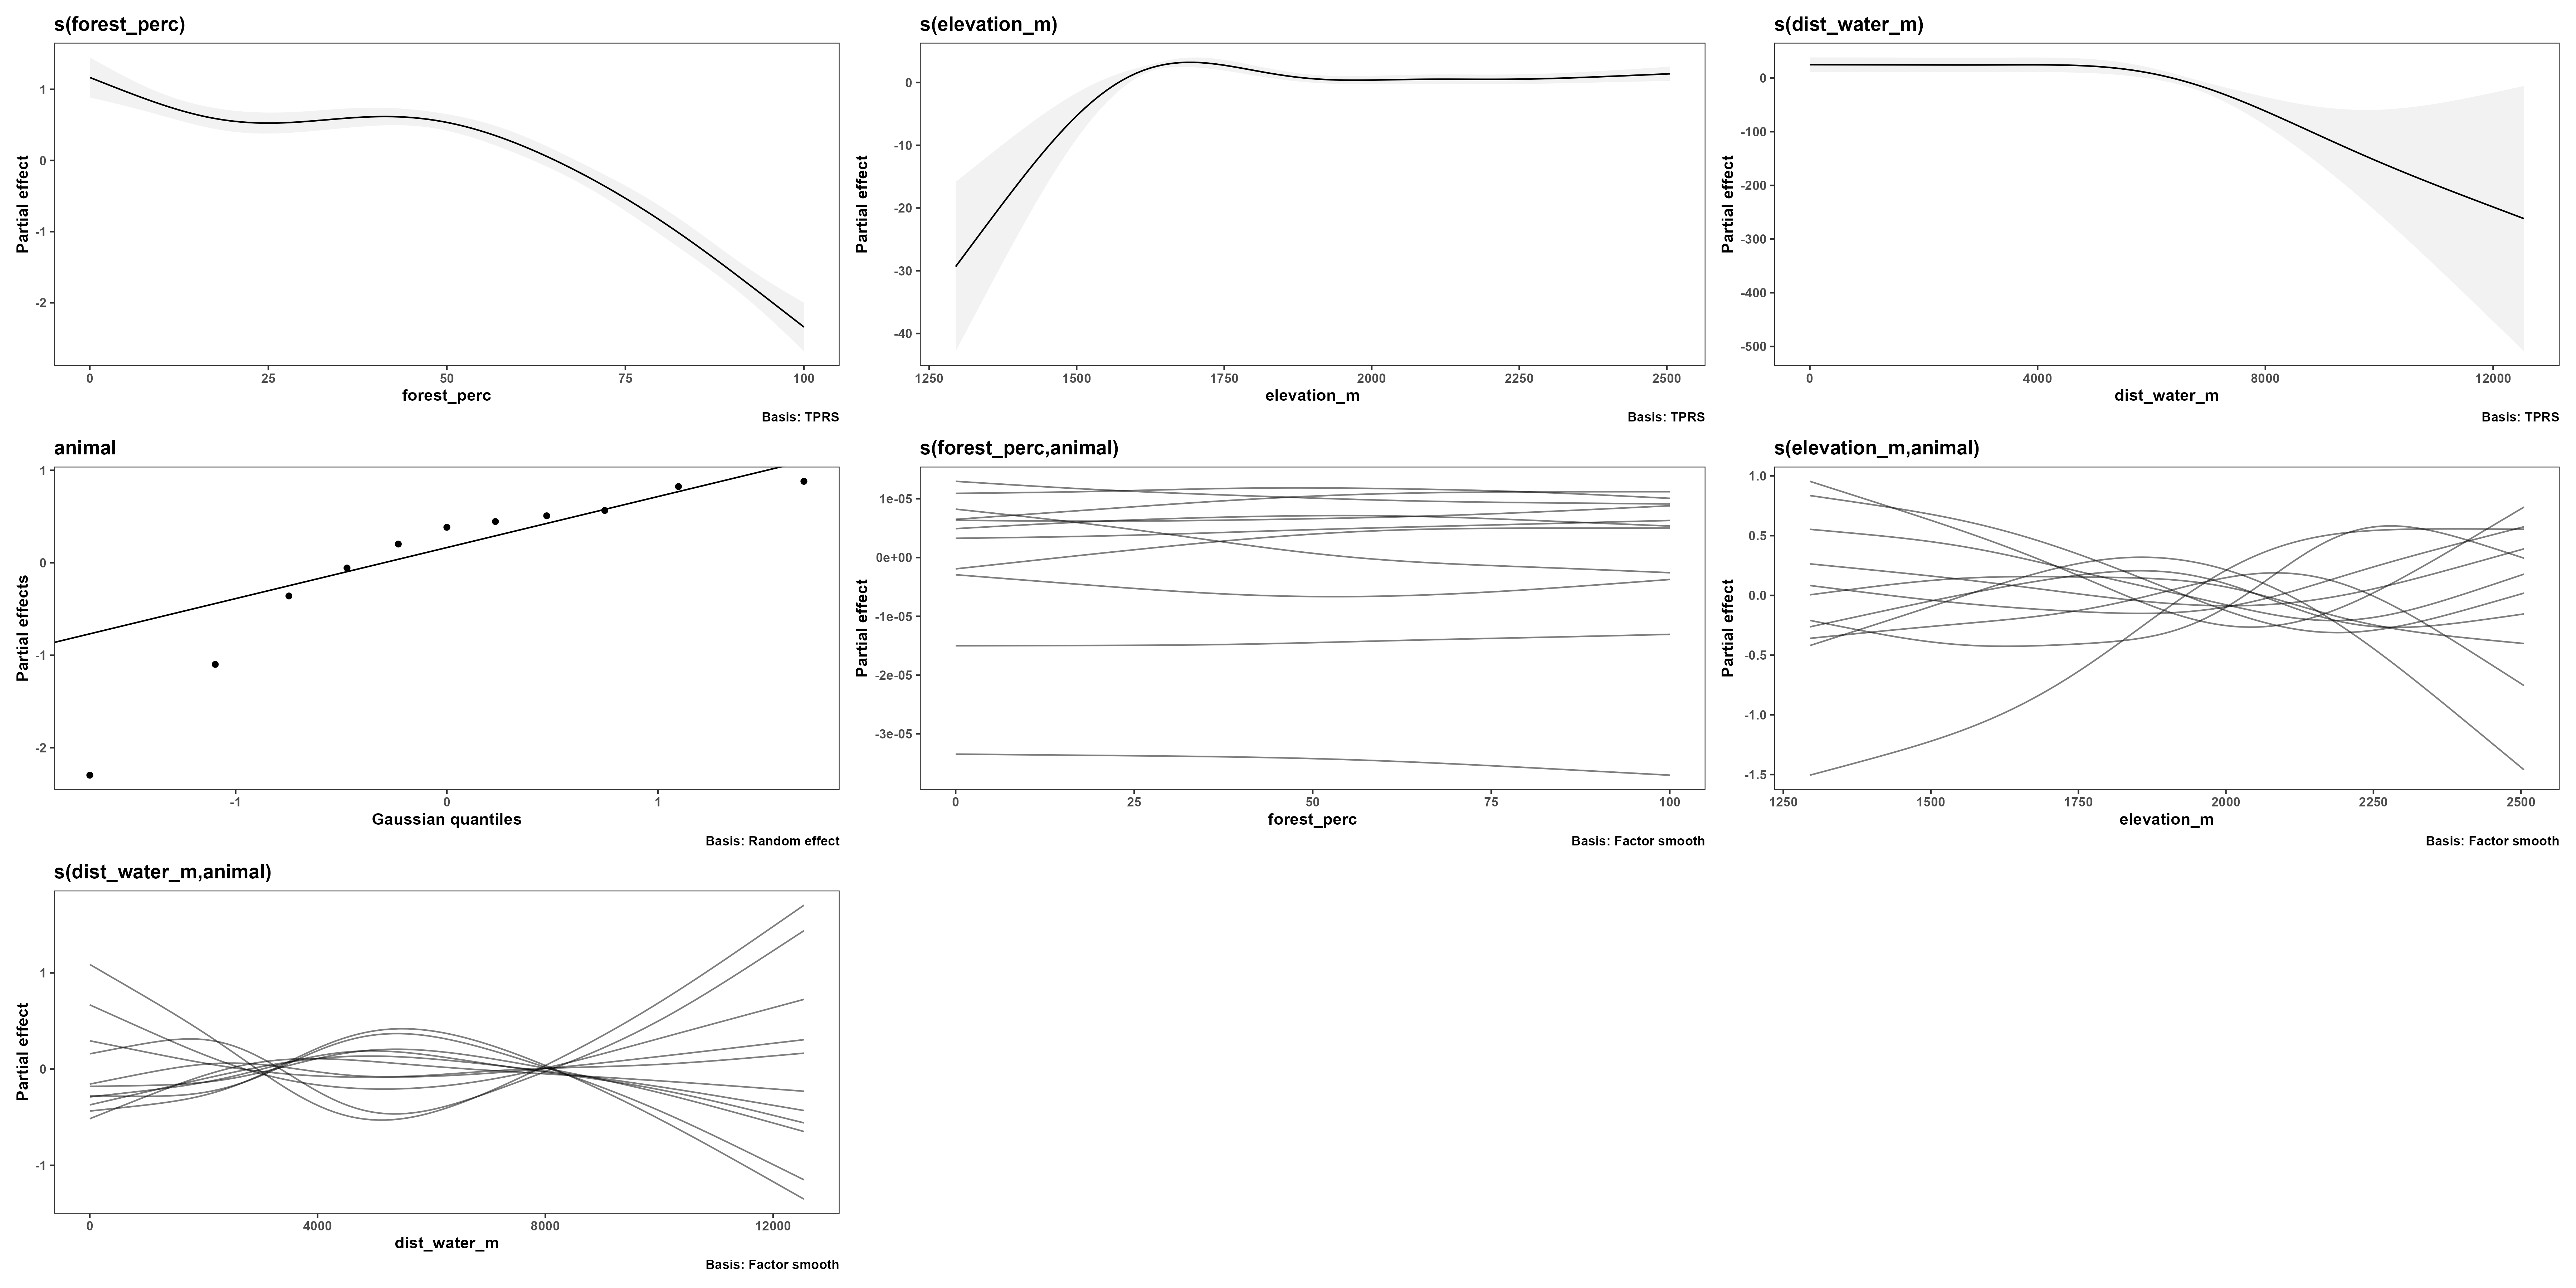 s(forest_perc)
Partial effect
1
0
-1
-2
0 25 50 75 100
forest_perc
Basis: TPRS
s(elevation_m)
Partial effect
0
-10
-20
-30
-40
1250 1500 1750 2000 2250 2500
elevation_m
Basis: TPRS
s(dist_water_m)
Partial effect
0
-100
-200
-300
-400
-500
0 4000 8000 12000
dist_water_m
Basis: TPRS
animal
Partial effects
1
0
-1
-2
-1 0 1
Gaussian quantiles
Basis: Random effect
s(forest_perc,animal)
Partial effect
1e-05
0e+00
-1e-05
-2e-05
-3e-05
0 25 50 75 100
forest_perc
Basis: Factor smooth
s(elevation_m,animal)
Partial effect
1.0
0.5
0.0
-0.5
-1.0
-1.5
1250 1500 1750 2000 2250 2500
elevation_m
Basis: Factor smooth
s(dist_water_m,animal)
Partial effect
1
0
-1
0 4000 8000 12000
dist_water_m
Basis: Factor smooth